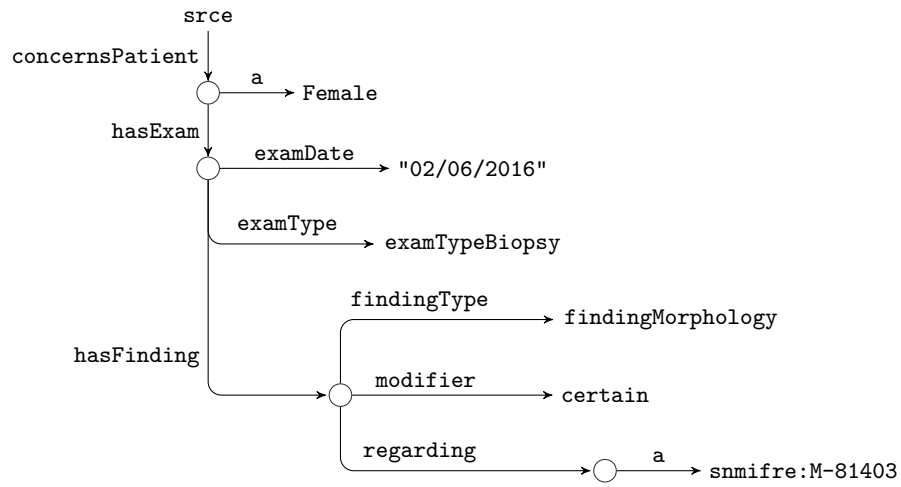 srce
concernsPatient
a
Female
hasExam
examDate
"02/06/2016"
examType
examTypeBiopsy
findingType
findingMorphology
hasFinding
modifier
certain
regarding
a
snmifre:M-81403